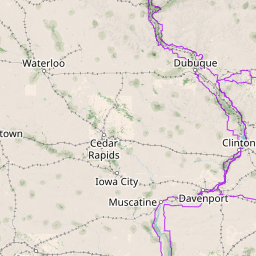 Dubuque
Waterloo
town
Cedar
Rapids
Clinton
Iowa City
Davenport
Muscatine